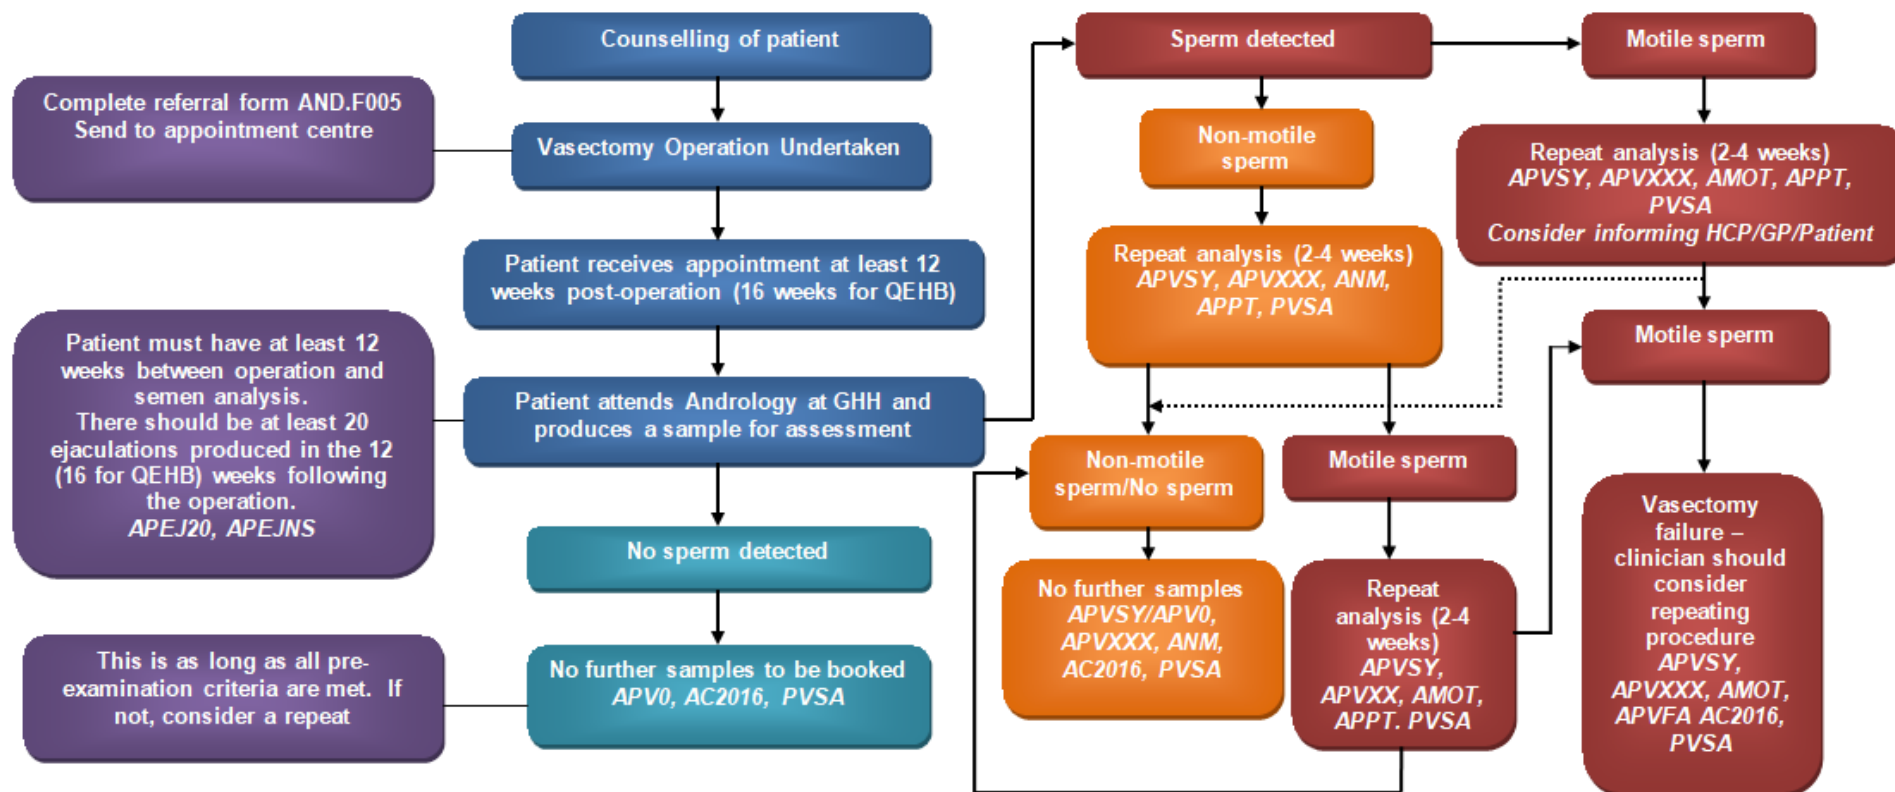 Counselling of patient
Complete referral form AND.F005
Send to appointment centre
Vasectomy Operation Undertaken
Patient receives appointment at least 12
weeks post-operation (16 weeks for QEHB)
Patient must have at least 12
weeks between operation and
semen analysis.
There should be at least 20
ejaculations produced in the 12
(16 for QEHB) weeks following
the operation.
APEJ20, APEJNS
Patient attends Andrology at GHH and
produces a sample for assessment
No sperm detected
This is as long as all pre-
examination criteria are met.  If
not, consider a repeat
No further samples to be booked
APV0, AC2016, PVSA
Sperm detected
Motile sperm
Non-motile
sperm
Repeat analysis (2-4 weeks)
APVSY, APVXXX, AMOT, APPT,
PVSA
Consider informing HCP/GP/Patient
Repeat analysis (2-4 weeks)
APVSY, APVXXX, ANM,
APPT, PVSA
Motile sperm
Non-motile
sperm/No sperm
Motile sperm
No further samples
APVSY/APV0,
APVXXX, ANM,
AC2016, PVSA
Repeat
analysis (2-4
weeks)
APVSY,
APVXX, AMOT,
APPT. PVSA
Vasectomy
failure –
clinician should
consider
repeating
procedure
APVSY,
APVXXX, AMOT,
APVFA AC2016,
PVSA